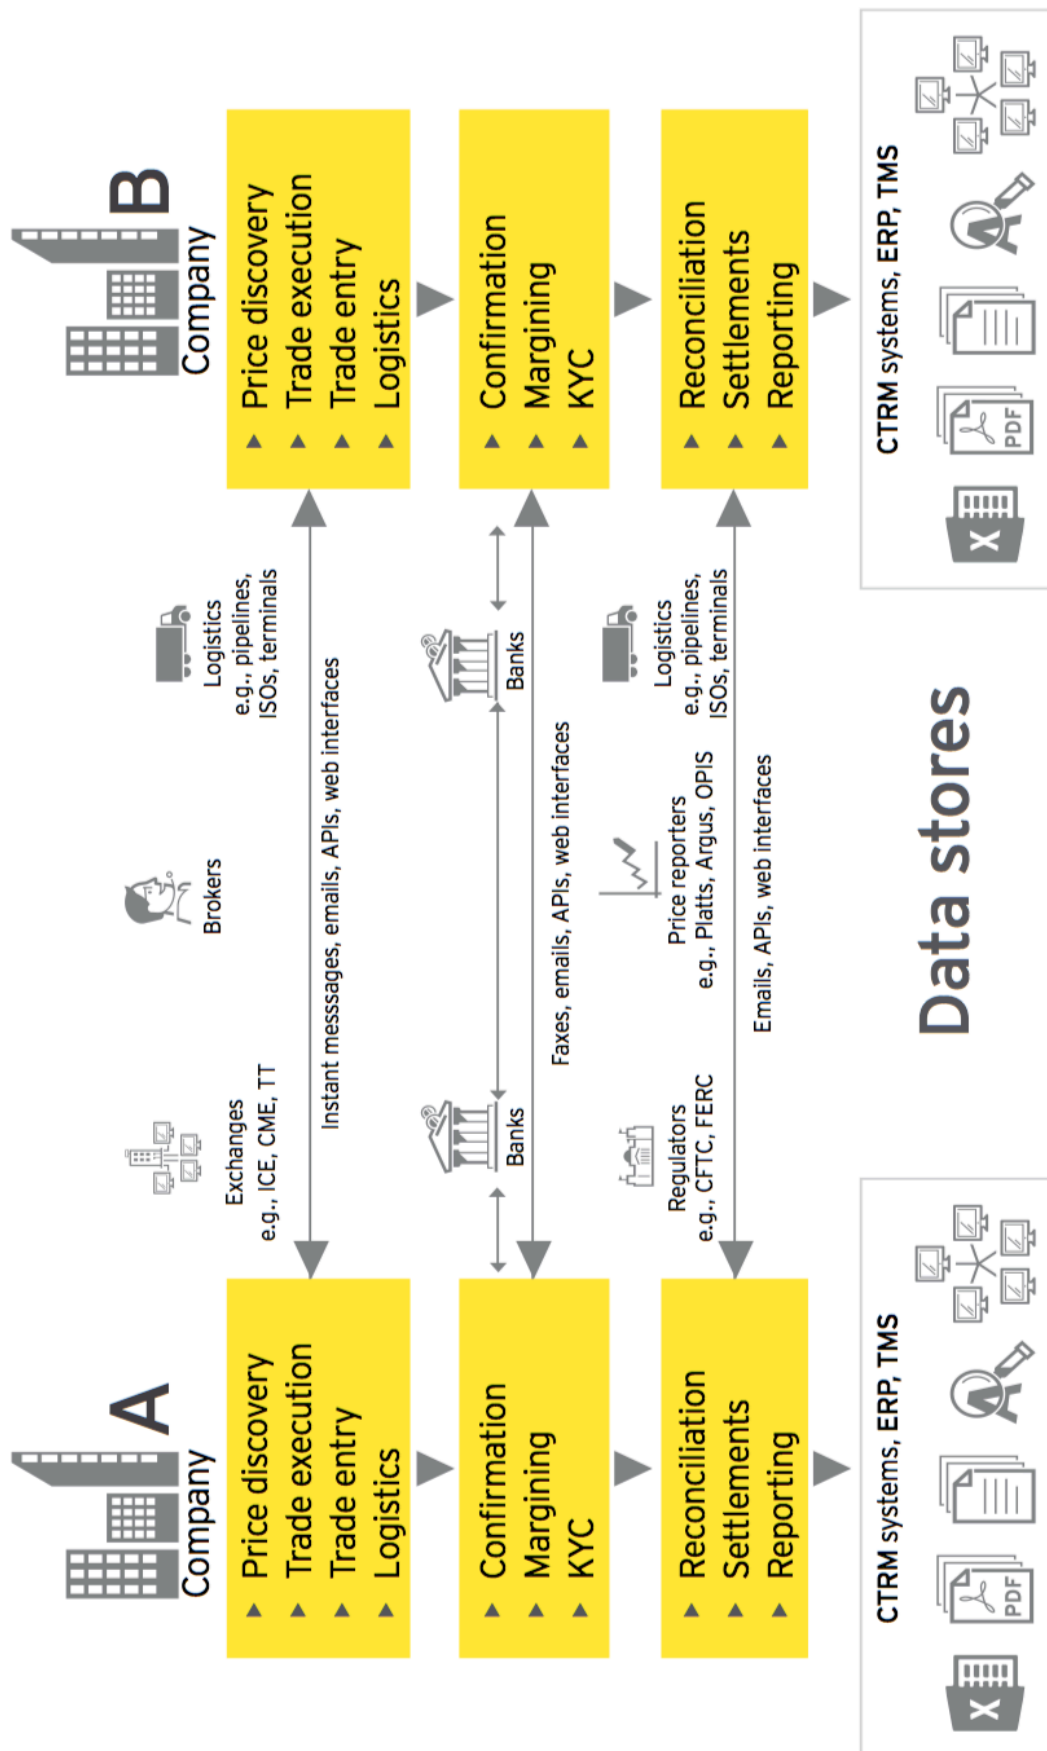 Company A
Price discovery
Trade execution
Trade entry
Logistics
Confirmation
Margining
KYC
Reconciliation
Settlements
Reporting
CTRM systems, ERP, TMS
PDF
X
A
Exchanges
e.g., ICE, CME, TT
Brokers
Logistics
e.g., pipelines,
ISOs, terminals
Instant messsages, emails, APIs, web interfaces
Banks
Banks
Faxes, emails, APIs, web interfaces
Regulators
e.g., CFTC, FERC
Price reporters
e.g., Platts, Argus, OPIS
Logistics
e.g., pipelines,
ISOs, terminals
Emails, APIs, web interfaces
Data stores
Company B
Price discovery
Trade execution
Trade entry
Logistics
Confirmation
Margining
KYC
Reconciliation
Settlements
Reporting
CTRM systems, ERP, TMS
X
PDF
A